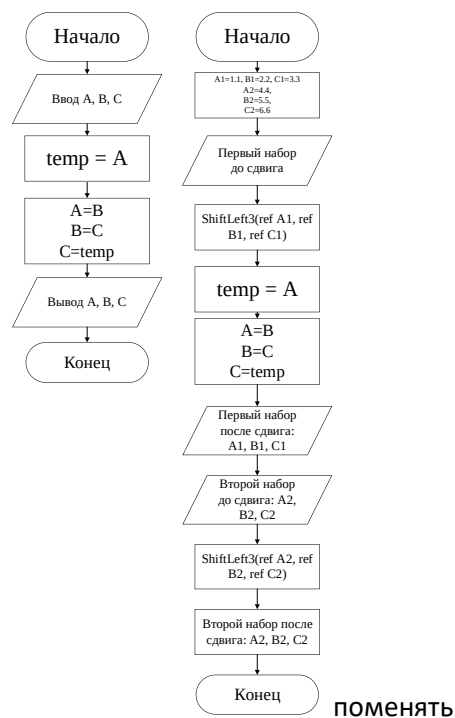 Начало
Ввод A, B, C
temp = A
A=B
B=C
C=temp
Вывод A, B, C
Конец
Начало
A1=1.1, B1=2.2, C1=3.3
A2=4.4,
B2=5.5,
C2=6.6
Первый набор
до сдвига
ShiftLeft3(ref A1, ref
B1, ref C1)
temp = A
A=B
B=C
C=temp
Первый набор
после сдвига:
A1, B1, C1
Второй набор
до сдвига: A2,
B2, C2
ShiftLeft3(ref A2, ref
B2, ref C2)
Второй набор после
сдвига: A2, B2, C2
Конец
поменять